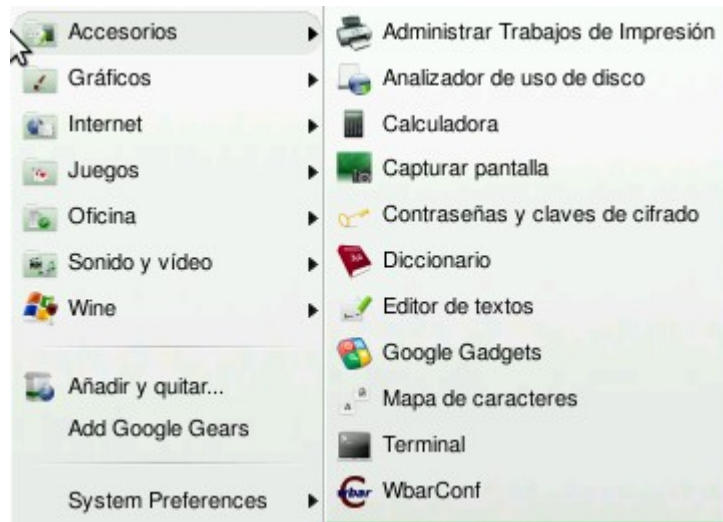 Accesorios
Gráficos
Internet
Juegos
Oficina
Sonido y vídeo
Wine
Añadir y quitar...
Add Google Gears
System Preferences
Administrar Trabajos de Impresión
Analizador de uso de disco
Calculadora
Capturar pantalla
Contraseñas y claves de cifrado
Diccionario
Editor de textos
Google Gadgets
Mapa de caracteres
Terminal
WbarConf